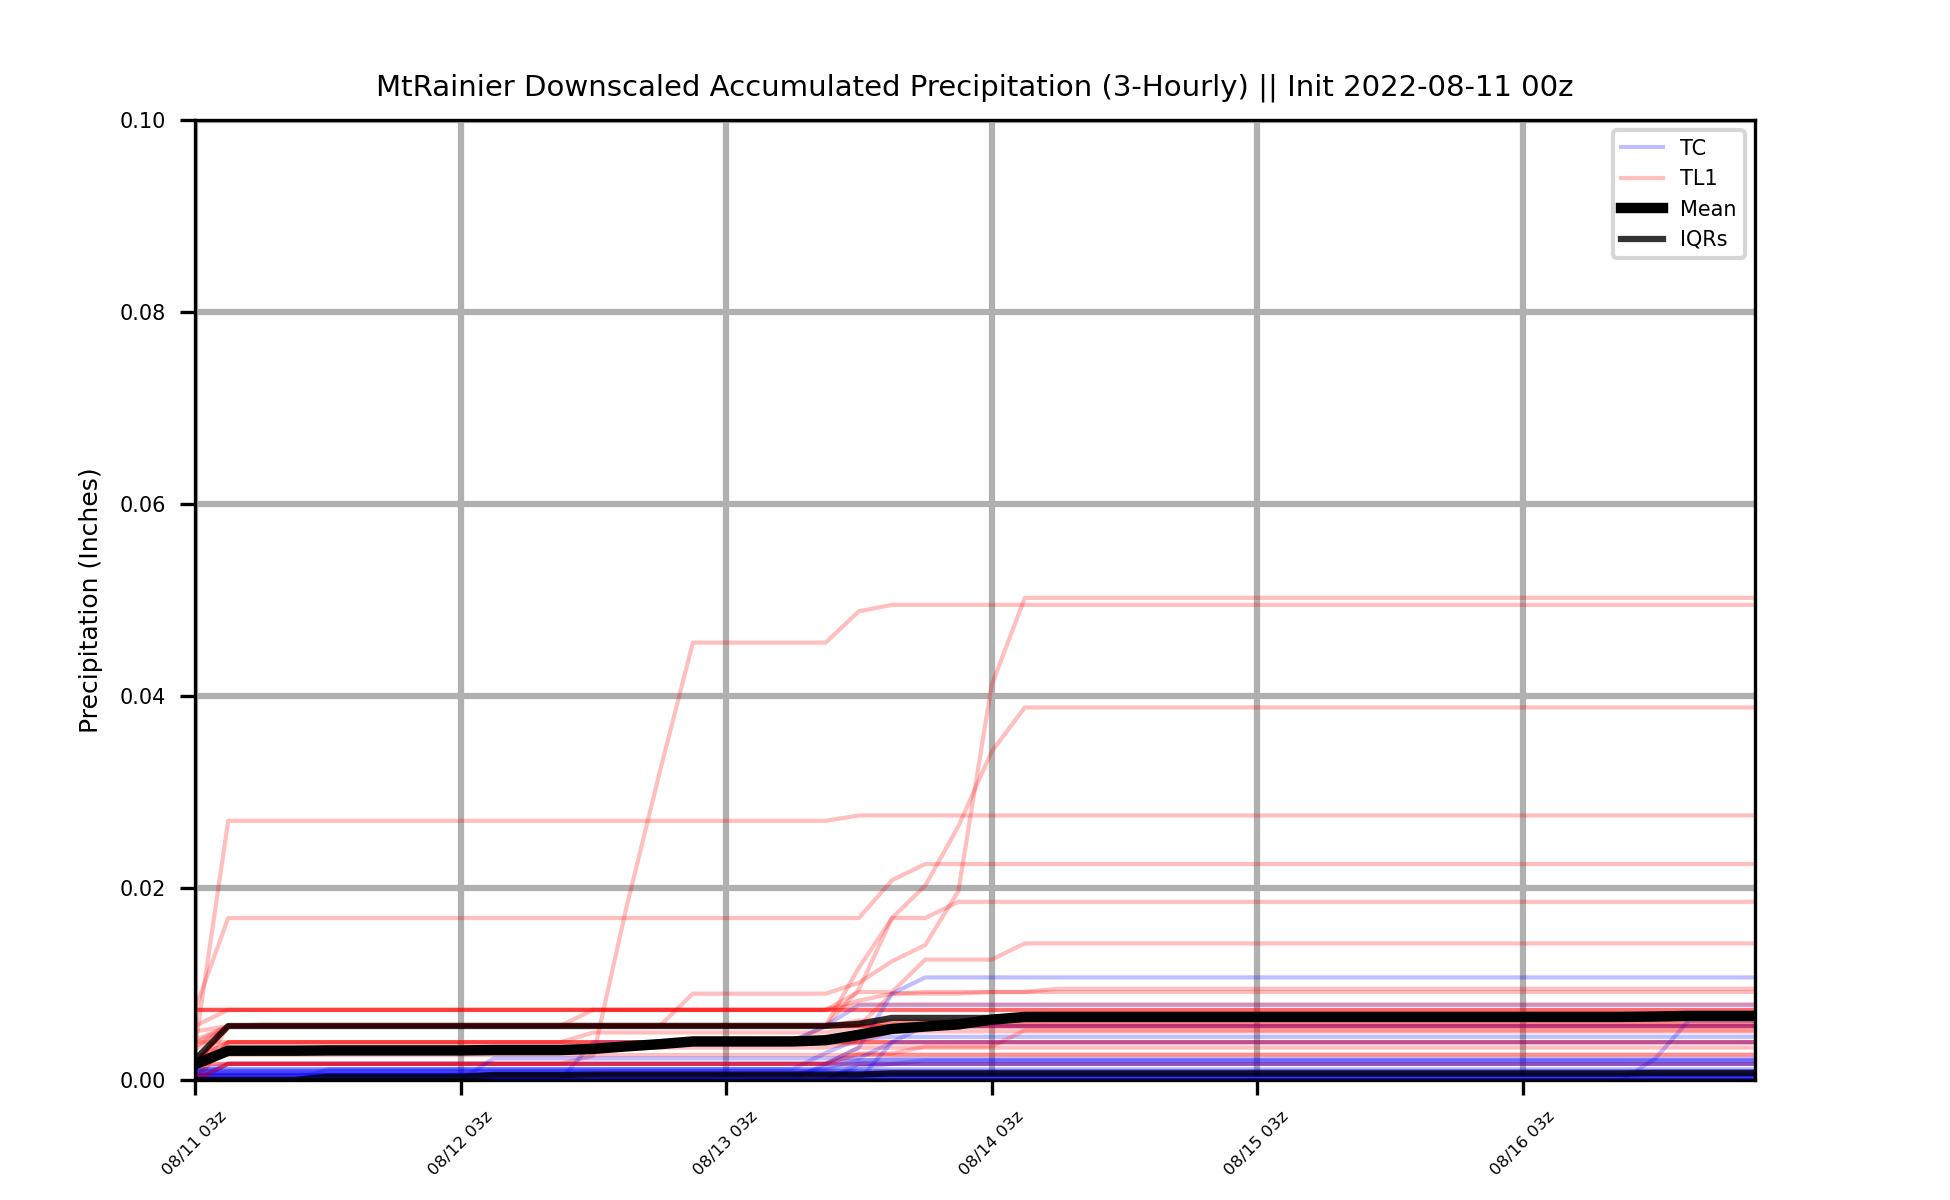 MtRainier Downscaled Accumulated Precipitation (3-Hourly) || Init 2022-08-11 00z
0.10
0.08
0.06
0.04
0.02
0.00
Precipitation (Inches)
TC
TL1
Mean
IQRs
08/11 03z
08/12 03z
08/13 03z
08/14 03z
08/15 03z
08/16 03z